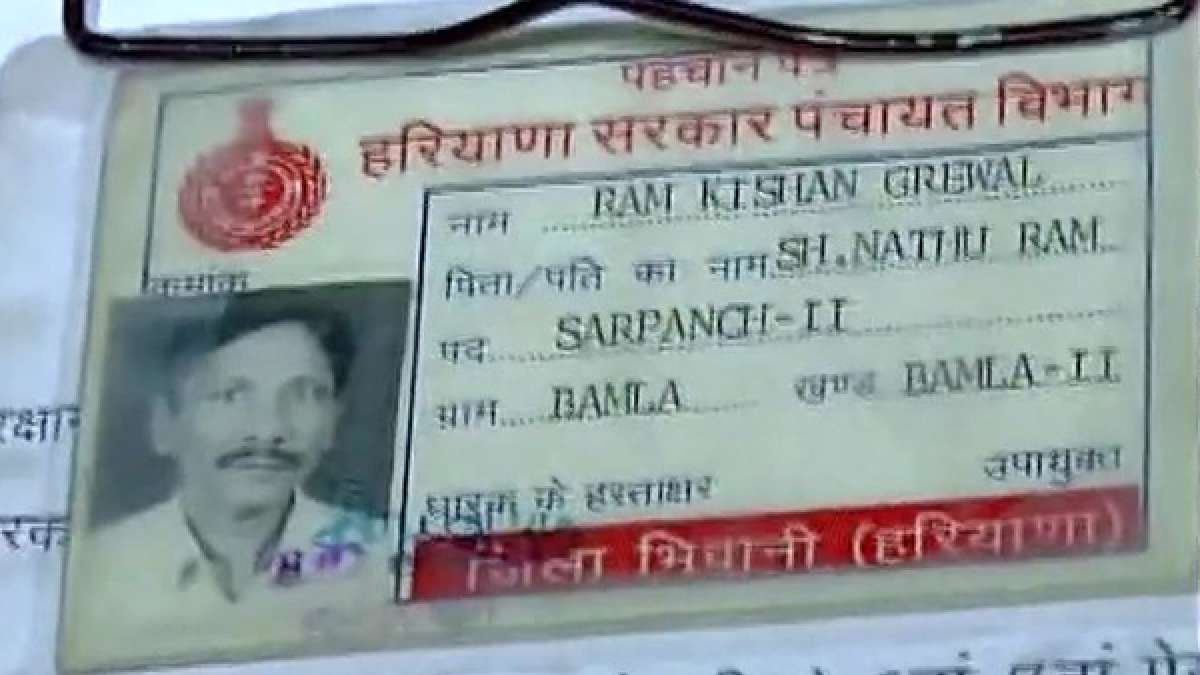 पहचान पत्र
हरियाणा सरकार पंचायत विभाग
नाम RAM KISHAN GREWAL
पिता/पति का नाम SH.NATHU RAM
क्रमांक
पद SARPANCH-II
ग्राम BAMLA खण्ड BAMLA-II
धारक के हस्ताक्षर उपायुक्त
जिला भिवानी (हरियाणा)